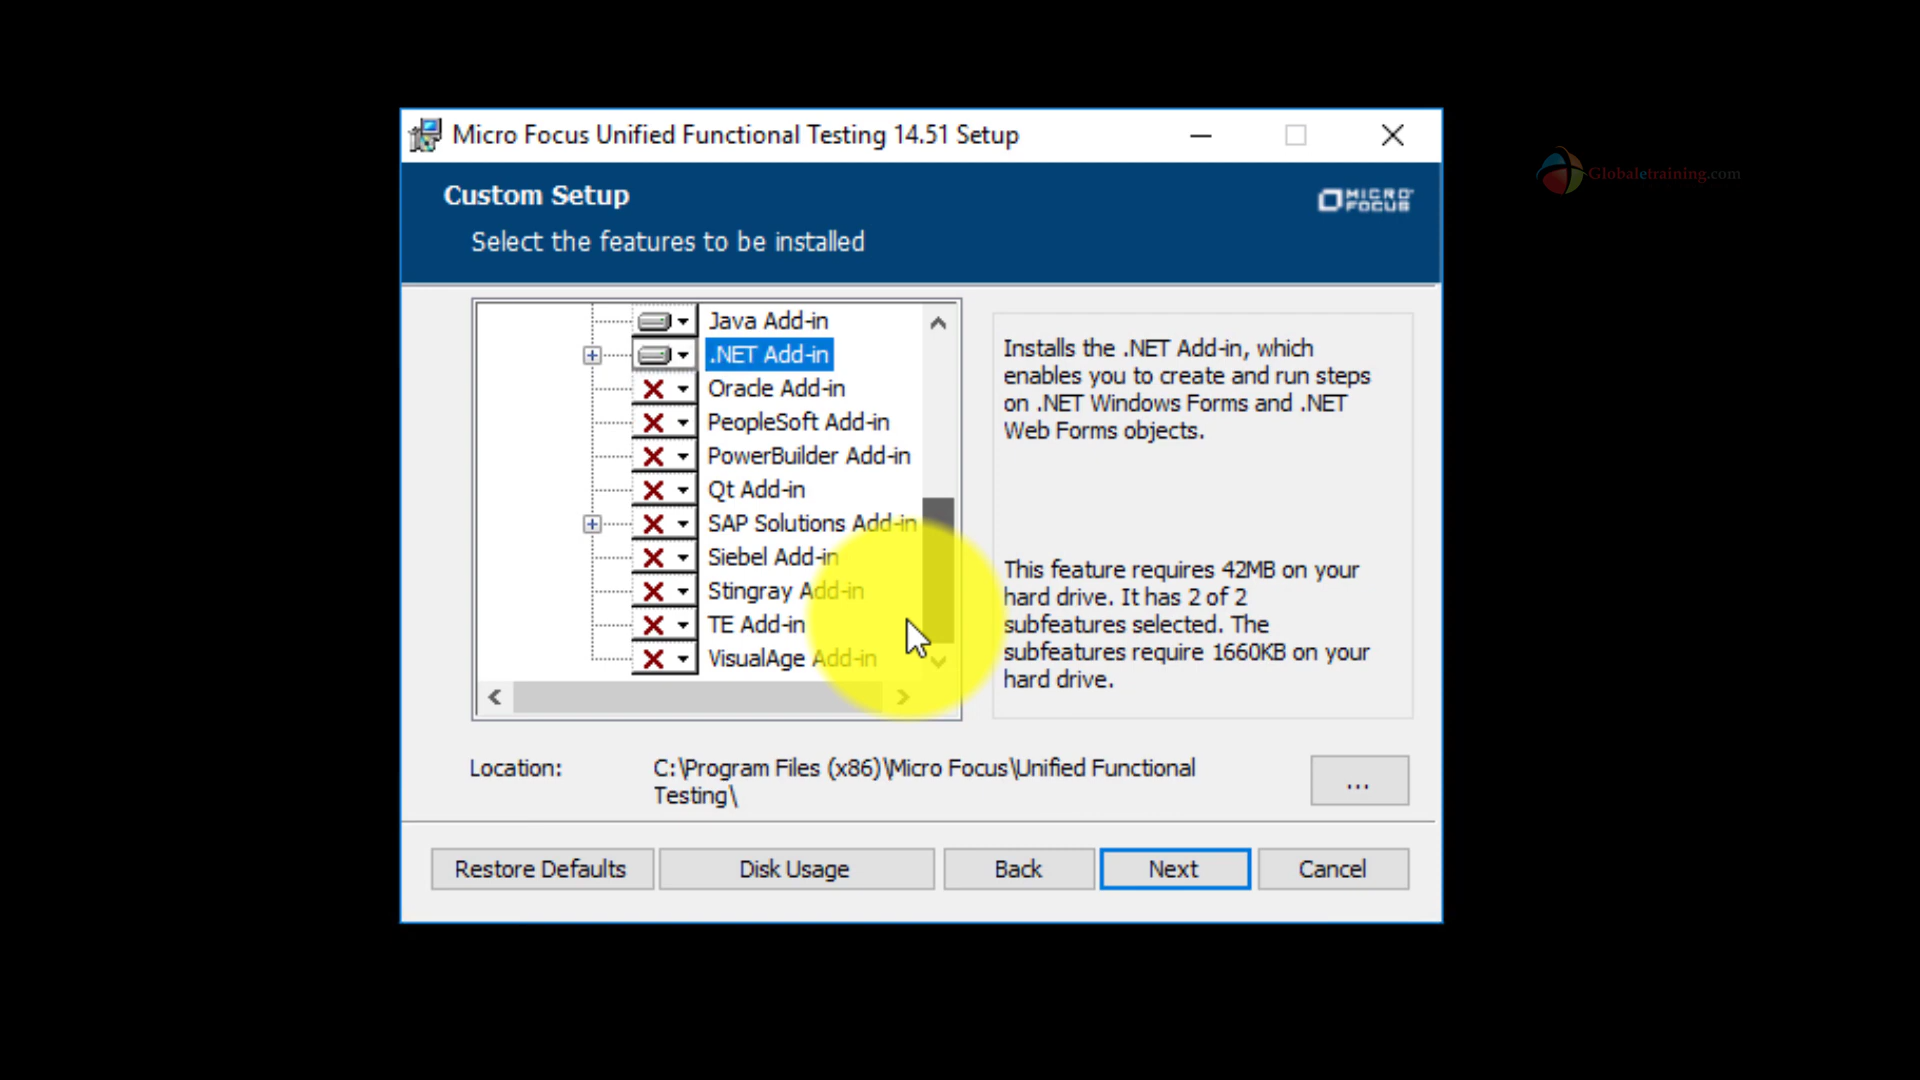 Micro Focus Unified Functional Testing 14.51 Setup
Custom Setup
MICRO
FOCUS
Select the features to be installed
Globaletraining.com
Java Add-in
.NET Add-in
Oracle Add-in
PeopleSoft Add-in
PowerBuilder Add-in
Qt Add-in
SAP Solutions Add-in
Siebel Add-in
Stingray Add-in
TE Add-in
VisualAge Add-in
Installs the .NET Add-in, which
enables you to create and run steps
on .NET Windows Forms and .NET
Web Forms objects.
This feature requires 42MB on your
hard drive. It has 2 of 2
subfeatures selected. The
subfeatures require 1660KB on your
hard drive.
Location:
C:\Program Files (x86)\Micro Focus\Unified Functional
Testing\
...
Restore Defaults
Disk Usage
Back
Next
Cancel